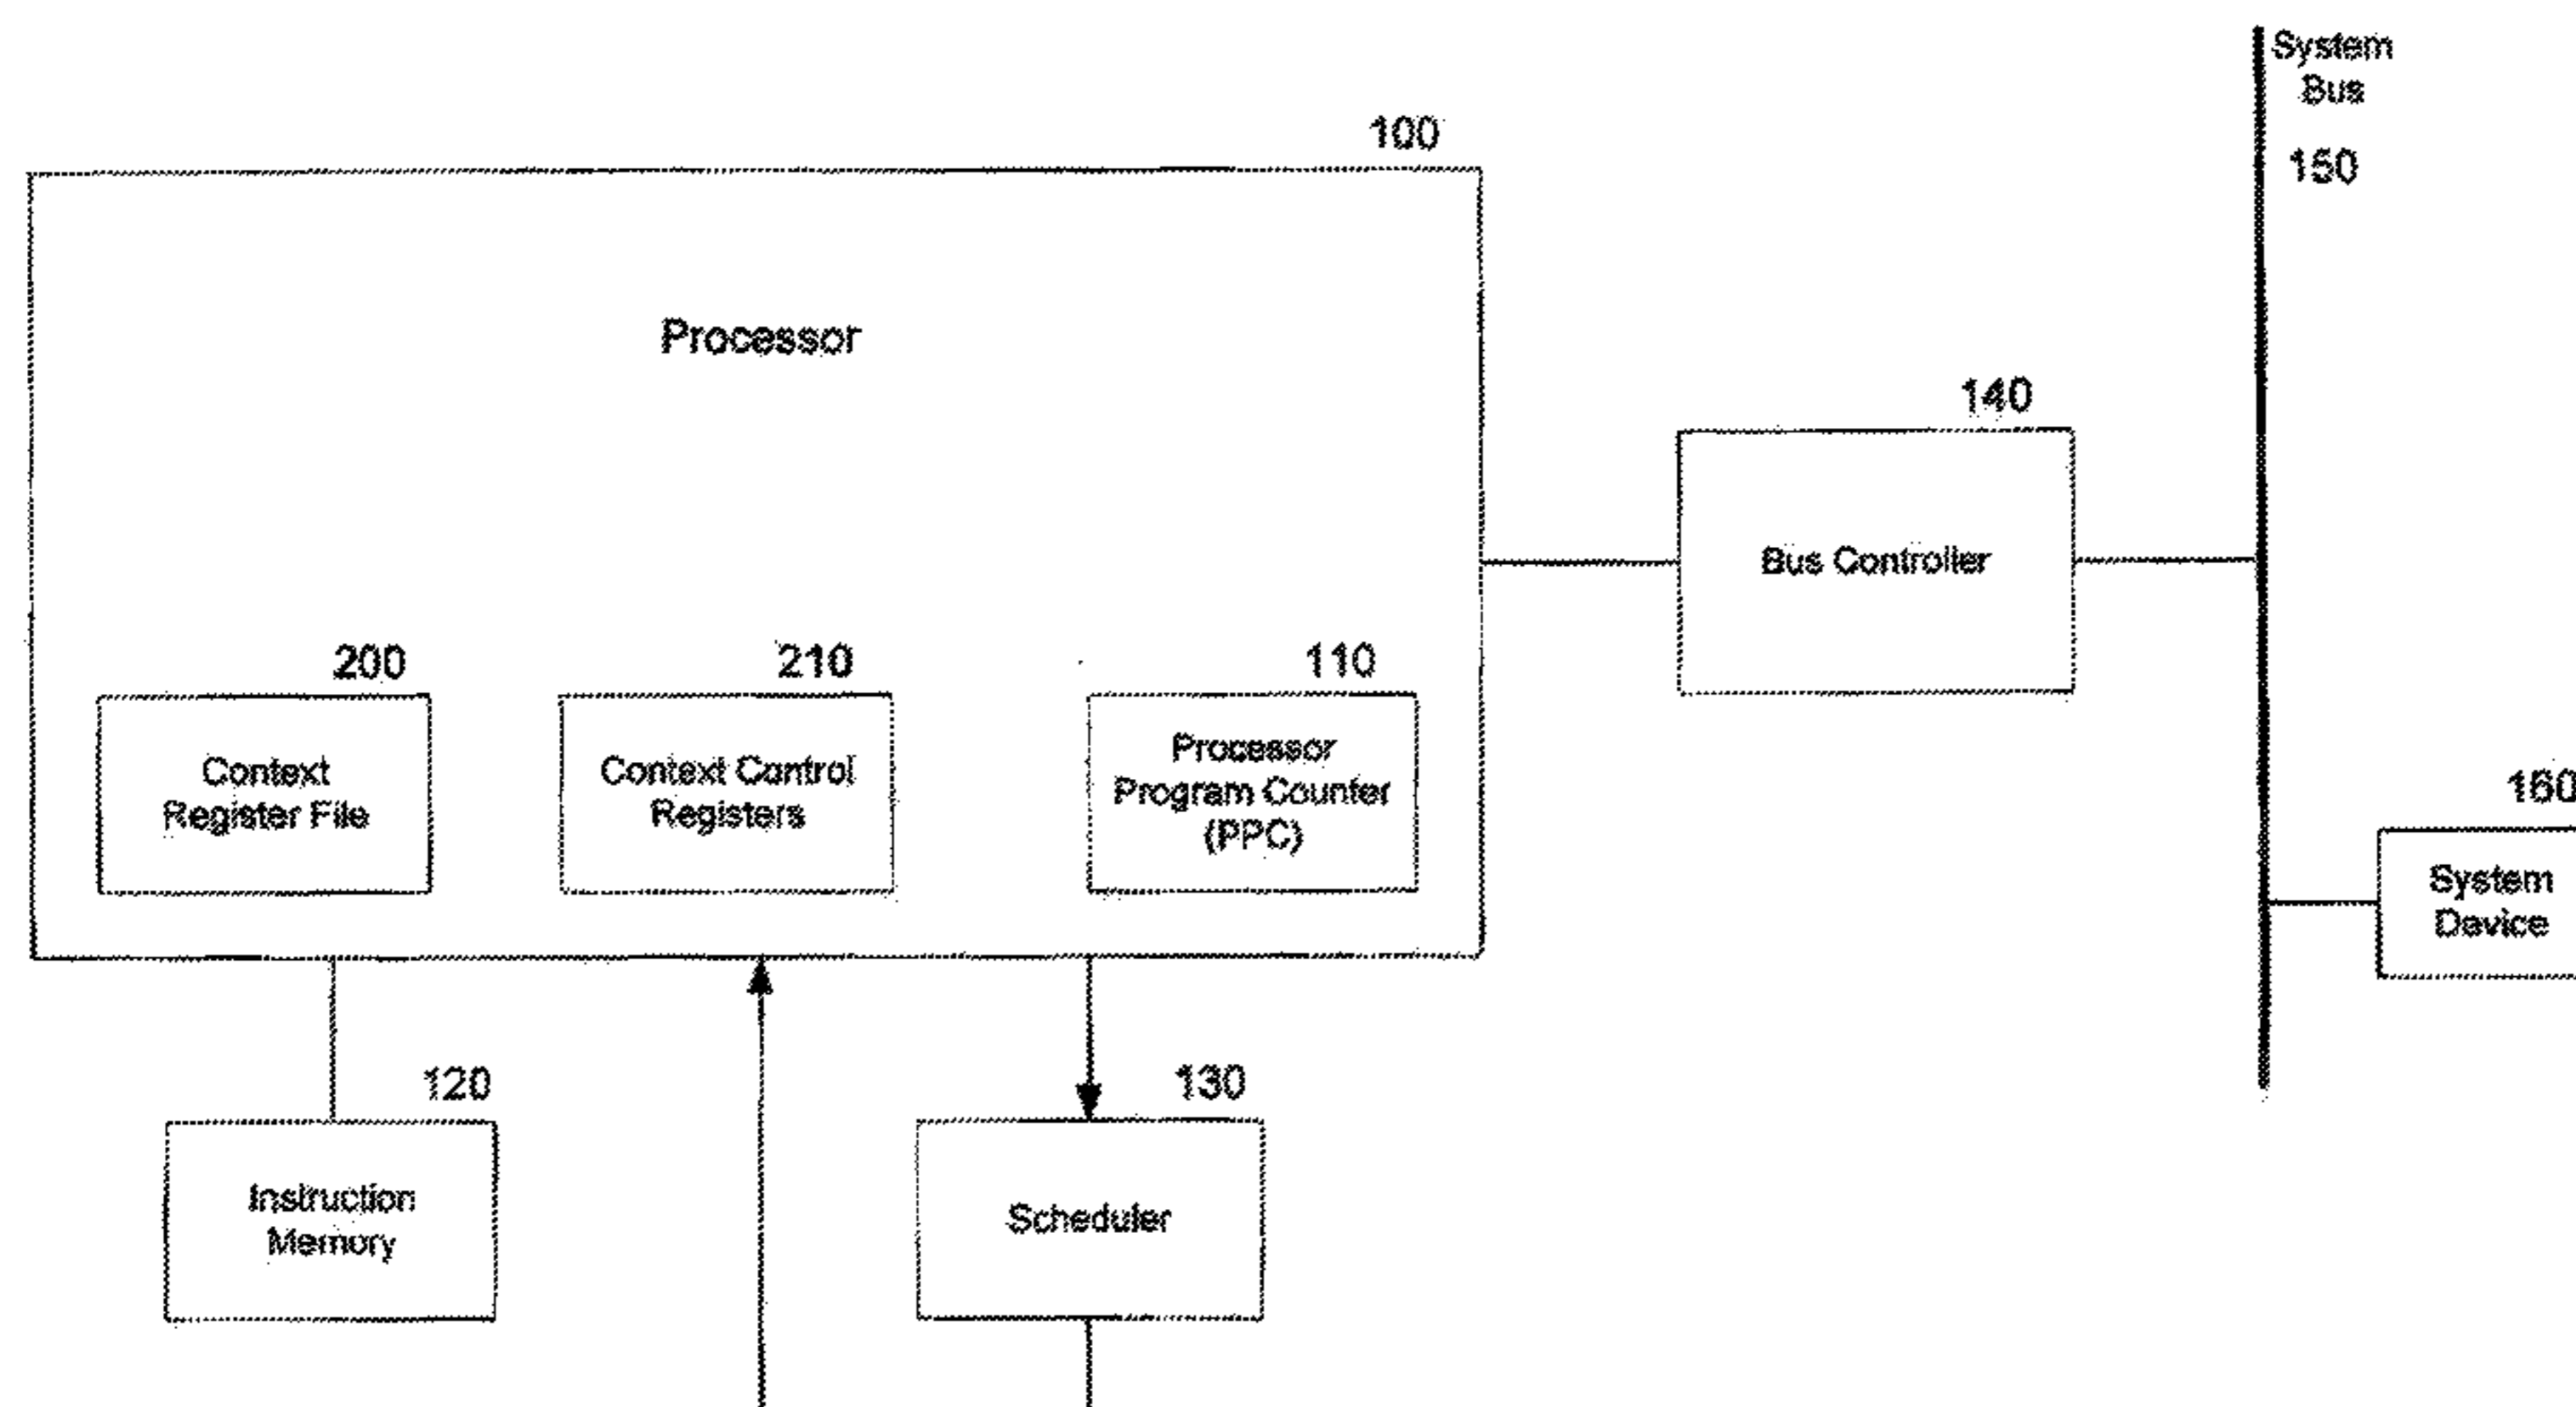 System
Bus
150
100
Processor
140
Bus Controller
200
Context
Register File
210
Context Control
Registers
110
Processor
Program Counter
(PPC)
160
System
Device
120
Instruction
Memory
130
Scheduler